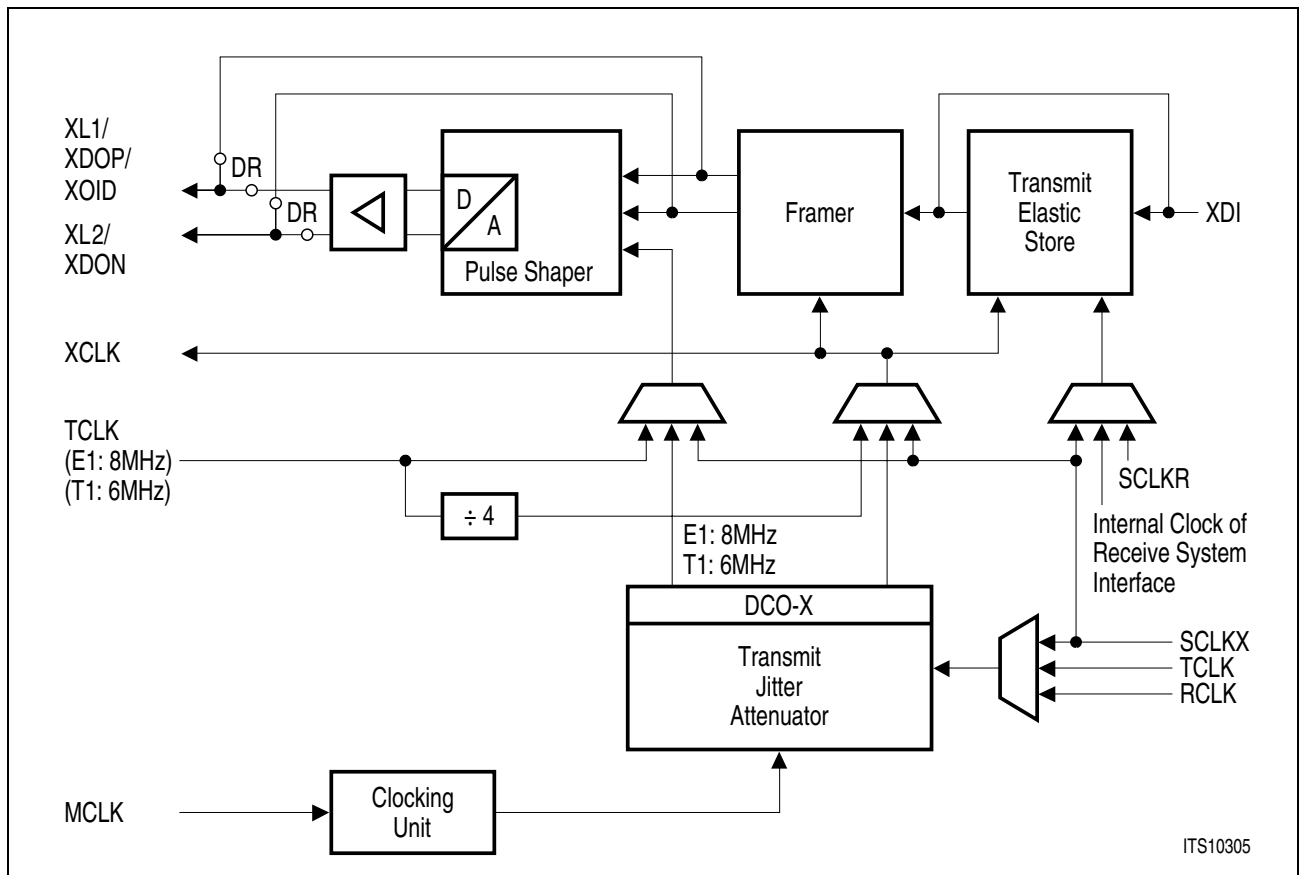 XL1/
XDOP/
XOID
DR
XL2/
XDON
DR
D
A
Pulse Shaper
Framer
Transmit
Elastic
Store
XDI
XCLK
TCLK
(E1: 8MHz)
(T1: 6MHz)
÷ 4
E1: 8MHz
T1: 6MHz
SCLKR
Internal Clock of
Receive System
Interface
DCO-X
Transmit
Jitter
Attenuator
SCLKX
TCLK
RCLK
MCLK
Clocking
Unit
ITS10305